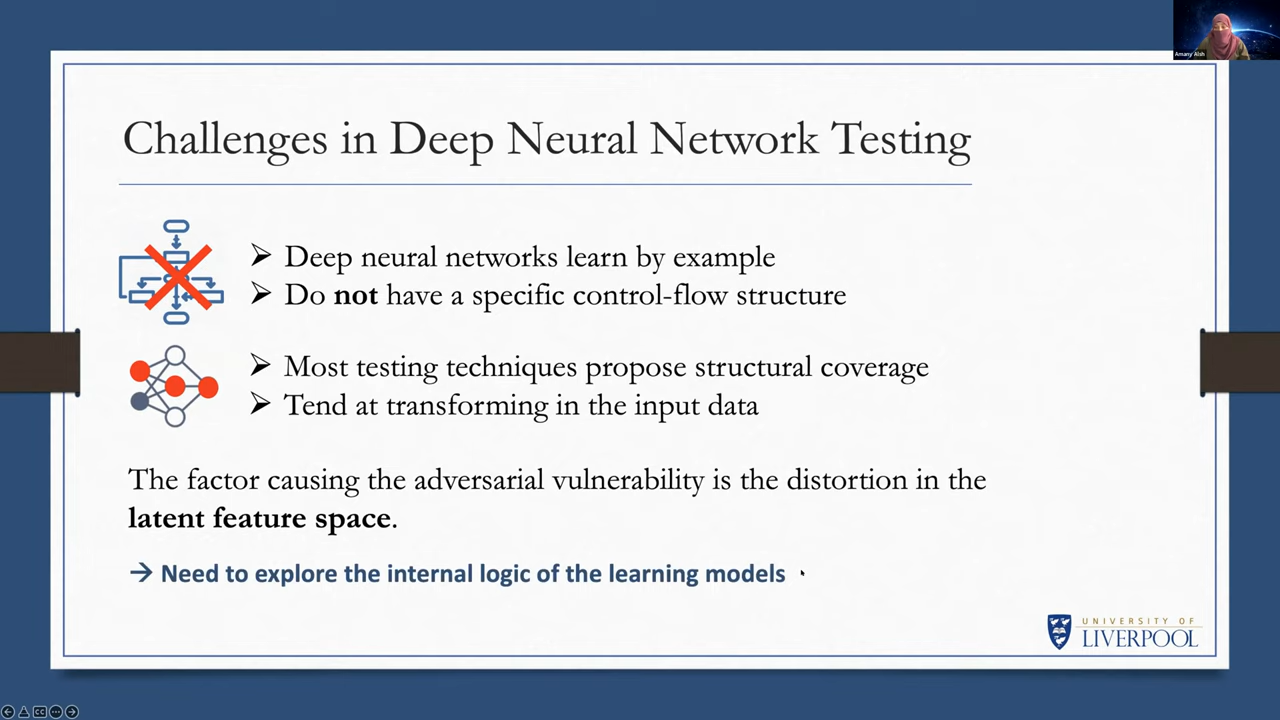 Amany Alsh
Challenges in Deep Neural Network Testing
Deep neural networks learn by example
Do not have a specific control-flow structure
Most testing techniques propose structural coverage
Tend at transforming in the input data
The factor causing the adversarial vulnerability is the distortion in the
latent feature space.
→ Need to explore the internal logic of the learning models
UNIVERSITY OF
LIVERPOOL